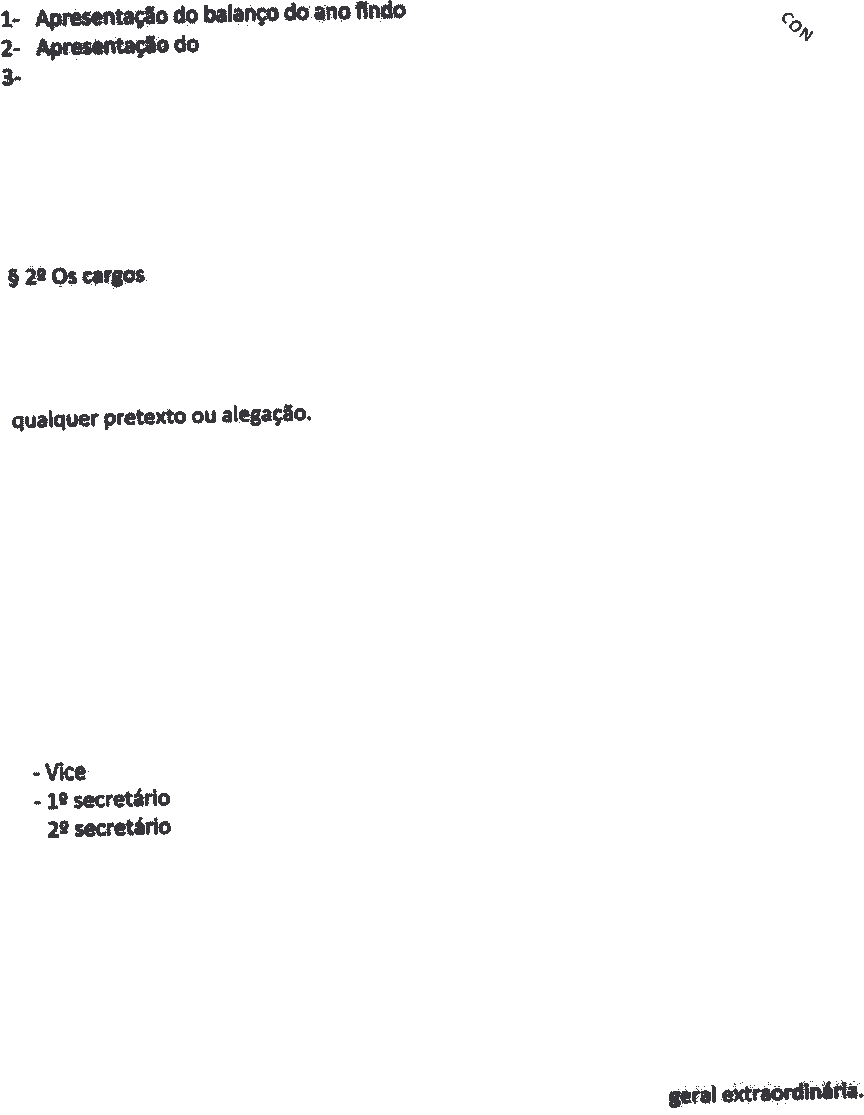 1- Apresentação do balanço do ano findo
CON
2- Apresentação do
3-
§ 2º Os cargos
qualquer pretexto ou alegação.
- Vice
- 1º secretário
2º secretário
geral extraordinária.